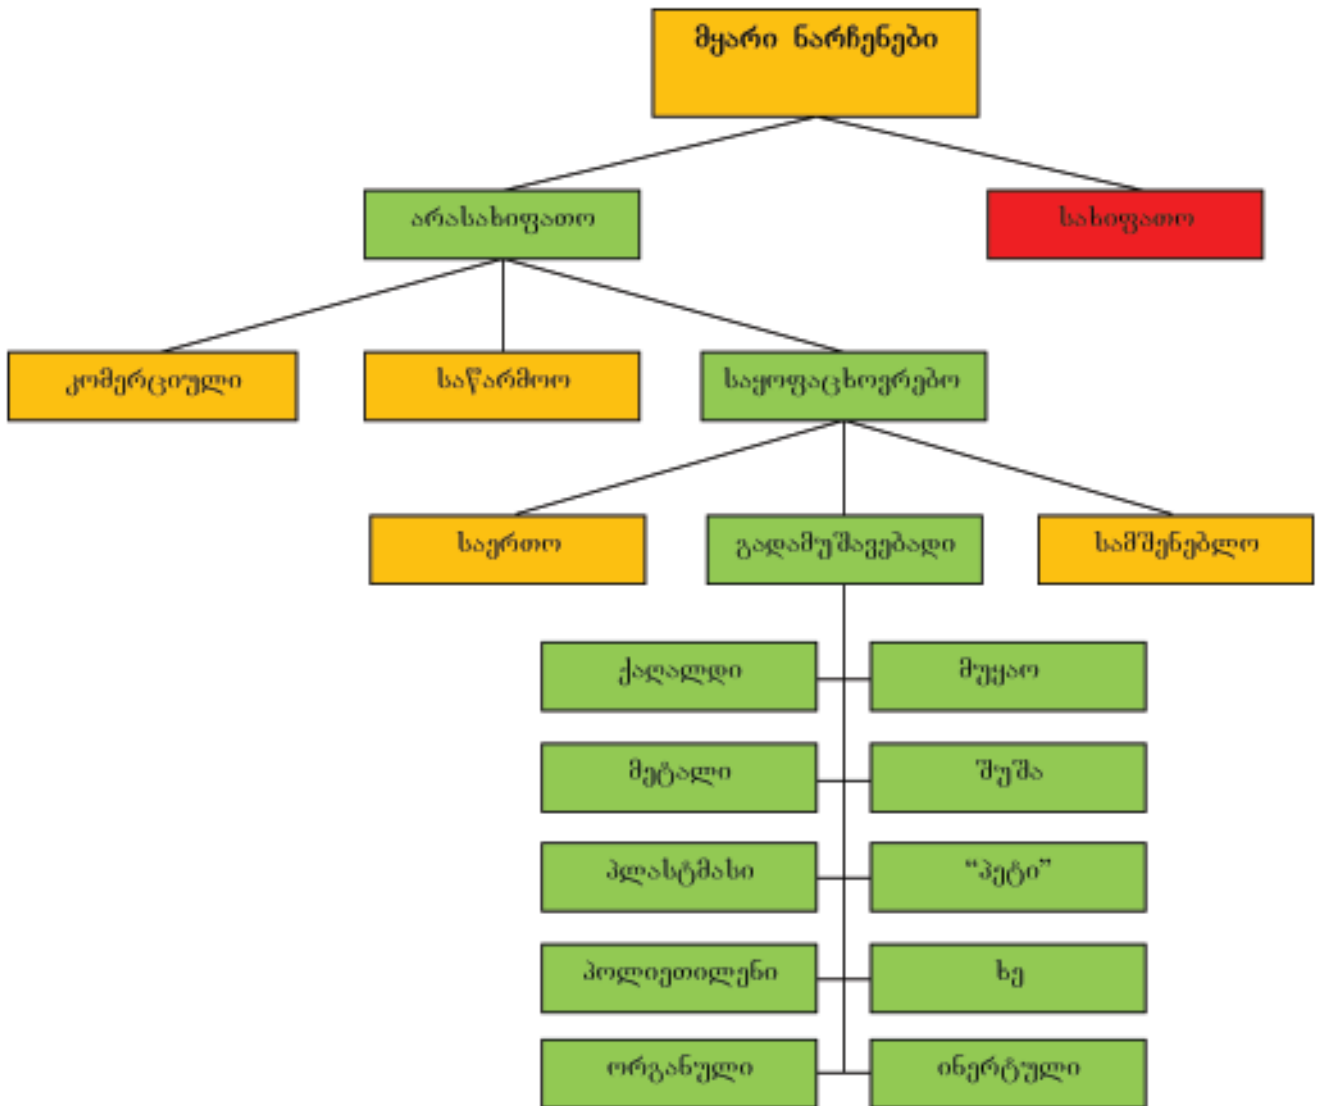 მყარი ნარჩენები
არასახიფათო
სახიფათო
კომერციული
საწარმოო
საყოფაცხოერებო
საერთო
გადამუშავებადი
სამშენებლო
ქაღალდი
მუყაო
მეტალი
შუშა
პლასტმასი
“პეტი”
პოლიეთილენი
ხე
ორგანული
ინერტული